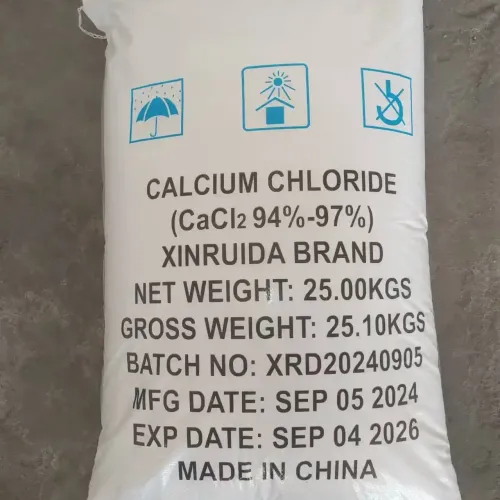 CALCIUM CHLORIDE
(CaCl2 94%-97%)
XINRUIDA BRAND
NET WEIGHT: 25.00KGS
GROSS WEIGHT: 25.10KGS
BATCH NO: XRD20240905
MFG DATE: SEP 05 2024
EXP DATE: SEP 04 2026
MADE IN CHINA